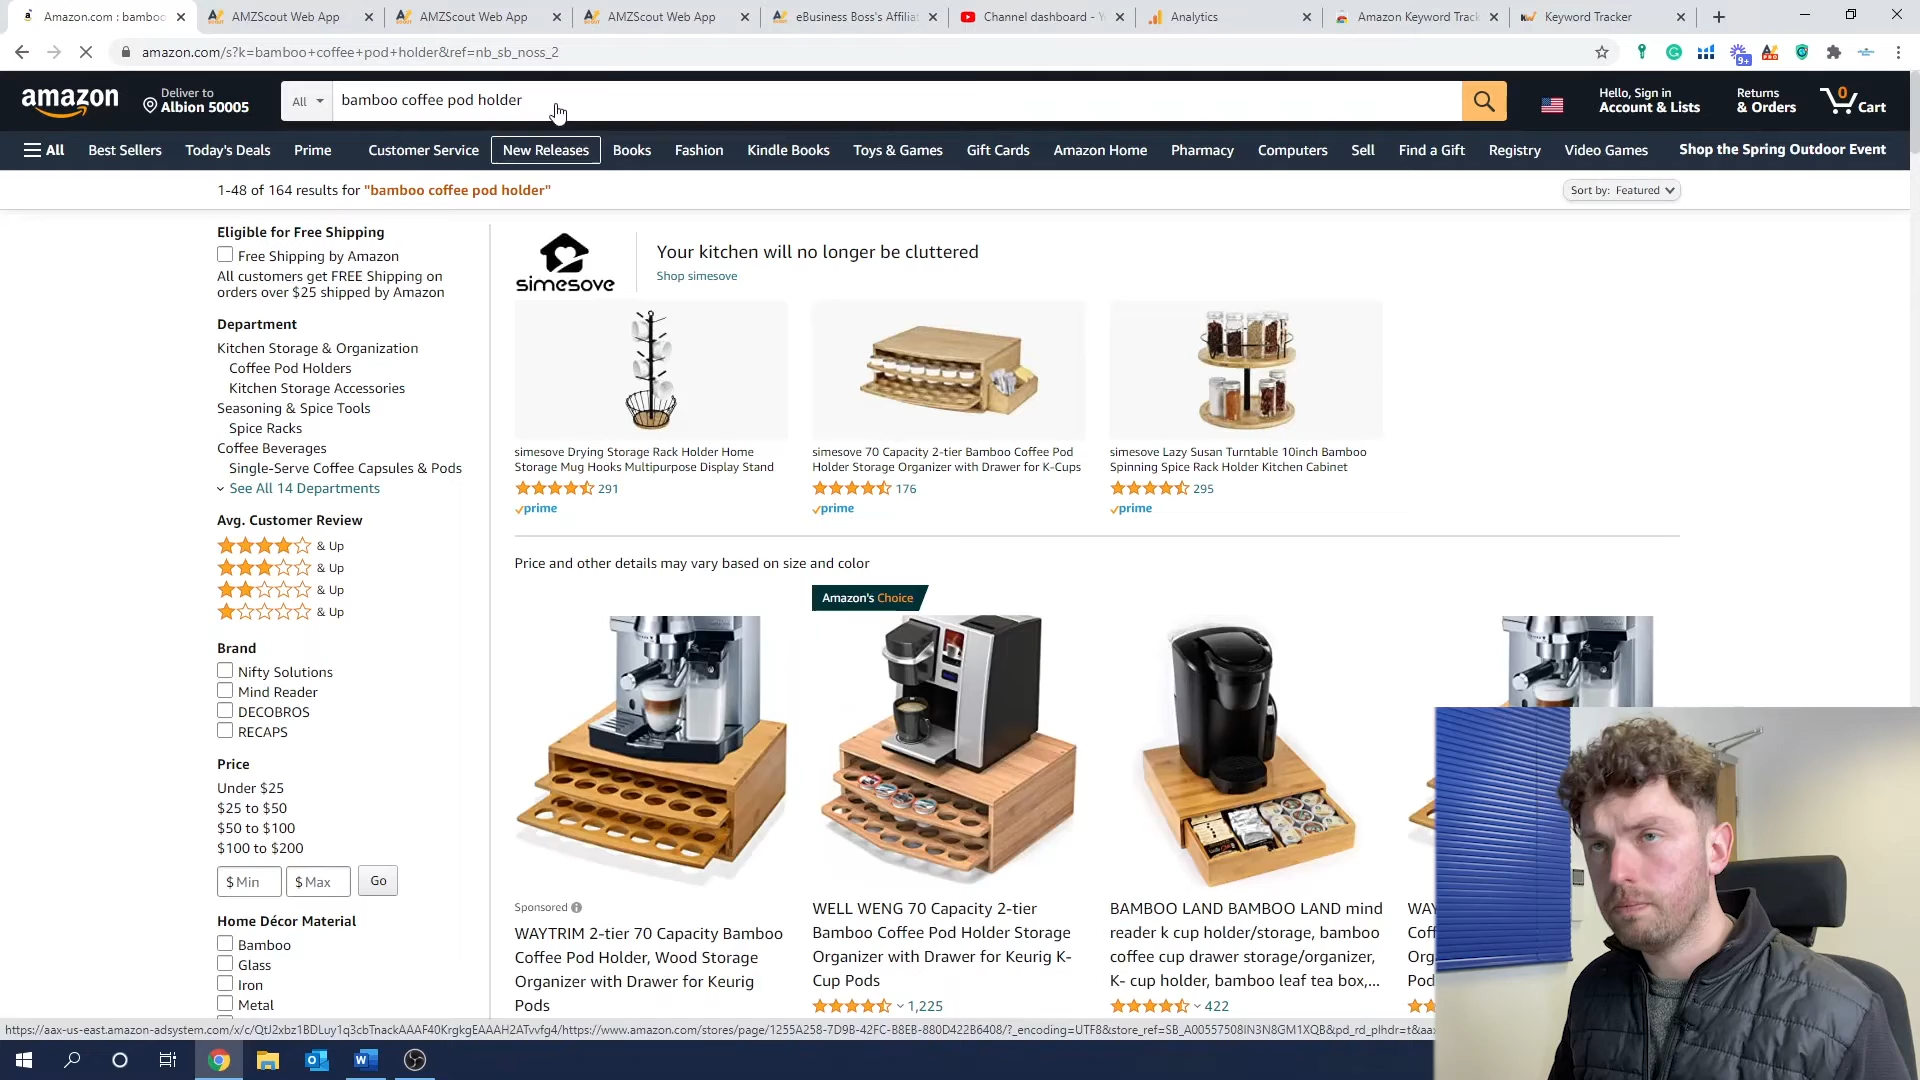 Amazon.com : bamboo
AMZScout Web App
AMZScout Web App
AMZScout Web App
eBusiness Boss's Affilia
Channel dashboard - Y
Analytics
Amazon Keyword Track
Keyword Tracker
amazon.com/s?k=bamboo+coffee+pod+holder&ref=nb_sb_noss_2
9+
amazon
Deliver to
Albion 50005
All
bamboo coffee pod holder
Hello, Sign in
Account & Lists
Returns
& Orders
0
Cart
All
Best Sellers
Today's Deals
Prime
Customer Service
New Releases
Books
Fashion
Kindle Books
Toys & Games
Gift Cards
Amazon Home
Pharmacy
Computers
Sell
Find a Gift
Registry
Video Games
Shop the Spring Outdoor Event
1-48 of 164 results for "bamboo coffee pod holder"
Sort by: Featured
Eligible for Free Shipping
Free Shipping by Amazon
All customers get FREE Shipping on
orders over $25 shipped by Amazon
Department
Kitchen Storage & Organization
Coffee Pod Holders
Kitchen Storage Accessories
Seasoning & Spice Tools
Spice Racks
Coffee Beverages
Single-Serve Coffee Capsules & Pods
See All 14 Departments
Avg. Customer Review
& Up
& Up
& Up
& Up
Brand
Nifty Solutions
Mind Reader
DECOBROS
RECAPS
Price
Under $25
$25 to $50
$50 to $100
$100 to $200
$ Min
$ Max
Go
Home Décor Material
Bamboo
Glass
Iron
Metal
simesove
Your kitchen will no longer be cluttered
Shop simesove
simesove Drying Storage Rack Holder Home
Storage Mug Hooks Multipurpose Display Stand
291
prime
simesove 70 Capacity 2-tier Bamboo Coffee Pod
Holder Storage Organizer with Drawer for K-Cups
176
prime
simesove Lazy Susan Turntable 10inch Bamboo
Spinning Spice Rack Holder Kitchen Cabinet
295
prime
Price and other details may vary based on size and color
Amazon's Choice
Sponsored
WAYTRIM 2-tier 70 Capacity Bamboo
Coffee Pod Holder, Wood Storage
Organizer with Drawer for Keurig
Pods
WELL WENG 70 Capacity 2-tier
Bamboo Coffee Pod Holder Storage
Organizer with Drawer for Keurig K-
Cup Pods
1,225
BAMBOO LAND BAMBOO LAND mind
reader k cup holder/storage, bamboo
coffee cup drawer storage/organizer,
K- cup holder, bamboo leaf tea box,...
422
WAY
Coff
Org
Pod